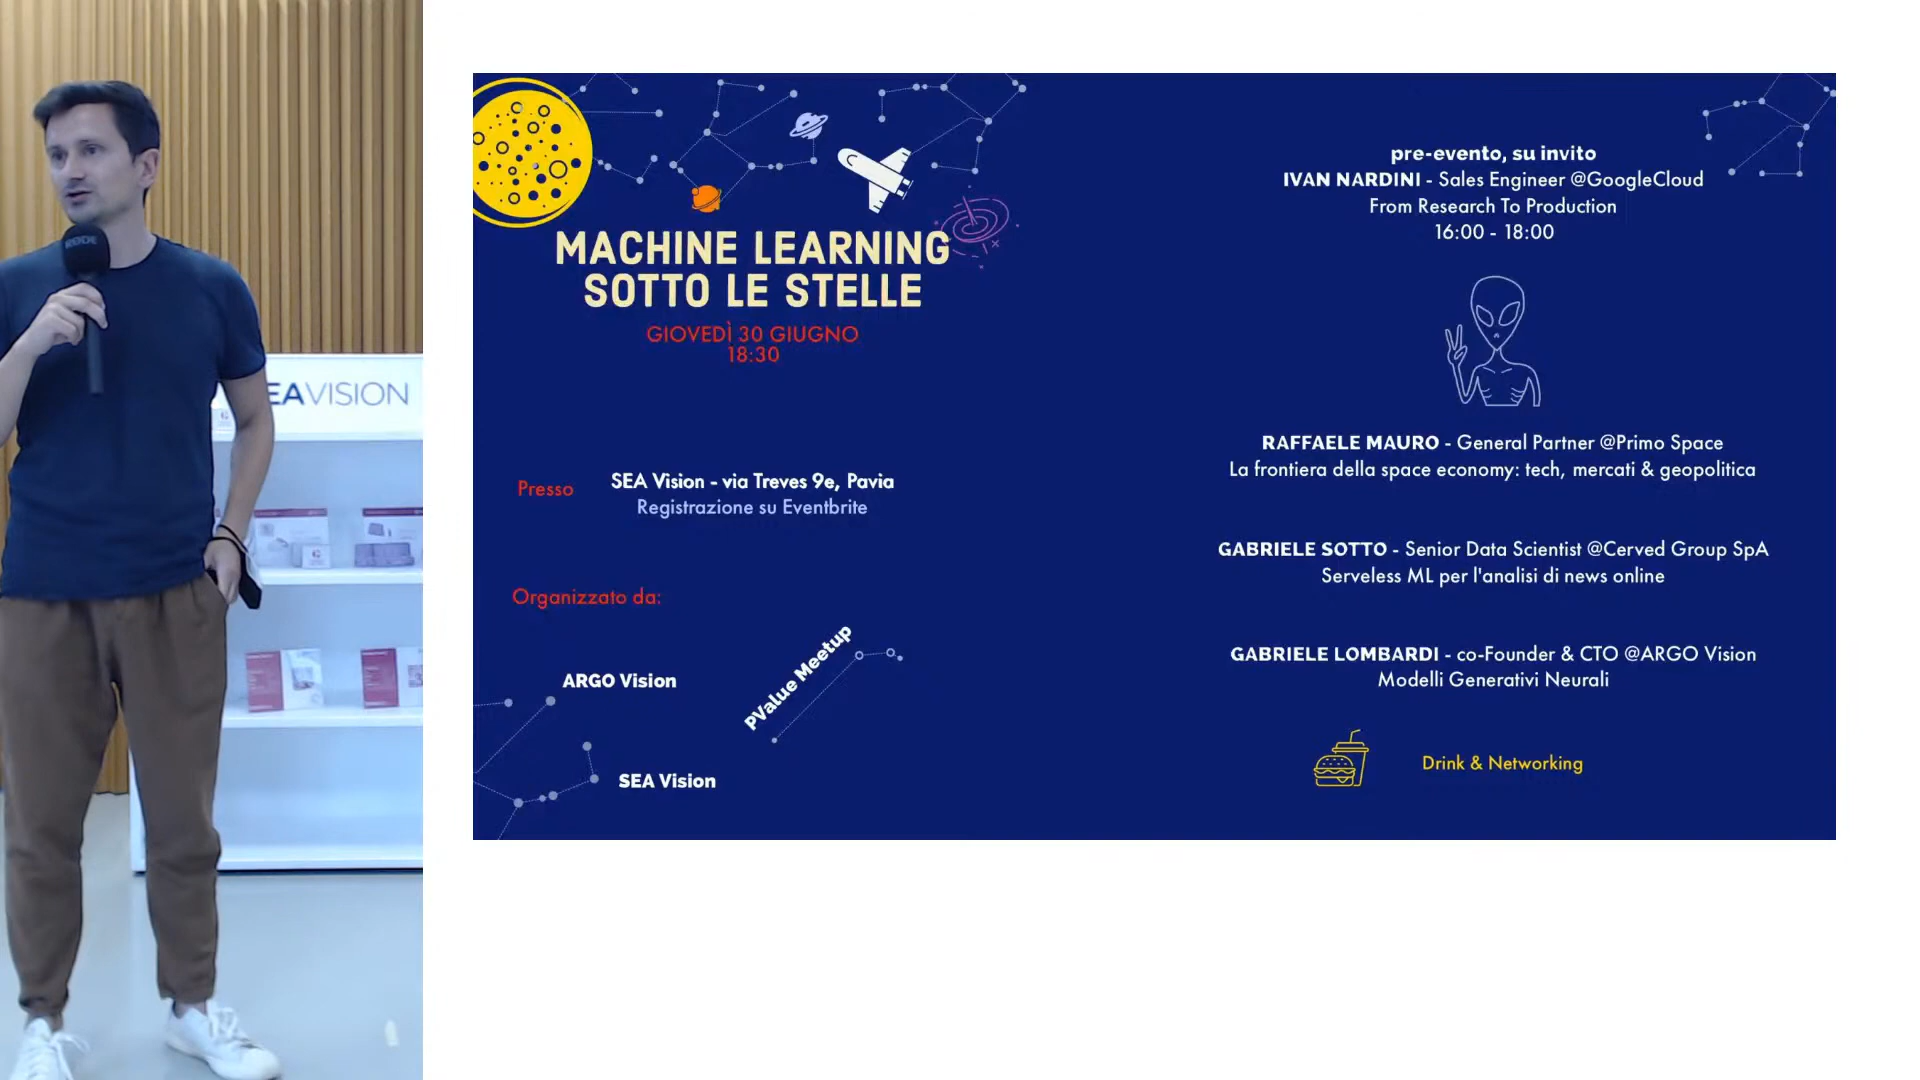 RØDE
EAVISION
MACHINE LEARNING
SOTTO LE STELLE
GIOVEDÌ 30 GIUGNO
18:30
Presso
SEA Vision - via Treves 9e, Pavia
Registrazione su Eventbrite
Organizzato da:
ARGO Vision
PValue Meetup
SEA Vision
pre-evento, su invito
IVAN NARDINI - Sales Engineer @GoogleCloud
From Research To Production
16:00 - 18:00
RAFFAELE MAURO - General Partner @Primo Space
La frontiera della space economy: tech, mercati & geopolitica
GABRIELE SOTTO - Senior Data Scientist @Cerved Group SpA
Serveless ML per l'analisi di news online
GABRIELE LOMBARDI - co-Founder & CTO @ARGO Vision
Modelli Generativi Neurali
Drink & Networking